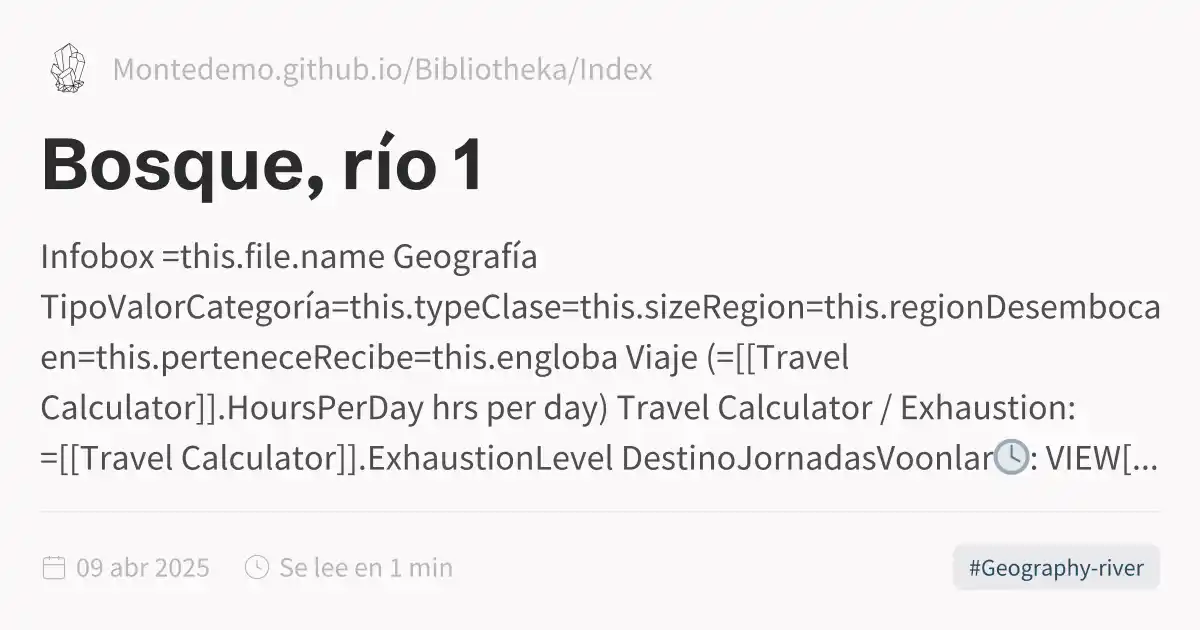 Montedemo.github.io/Bibliotheka/Index
Bosque, río 1
Infobox =this.file.name Geografía
TipoValorCategoría=this.typeClase=this.sizeRegion=this.regionDesemboca
en=this.perteneceRecibe=this.engloba Viaje (=[[Travel
Calculator]].HoursPerDay hrs per day) Travel Calculator / Exhaustion:
=[[Travel Calculator]].ExhaustionLevel DestinoJornadasVoonlar🕓: VIEW[...
09 abr 2025 Se lee en 1 min #Geography-river